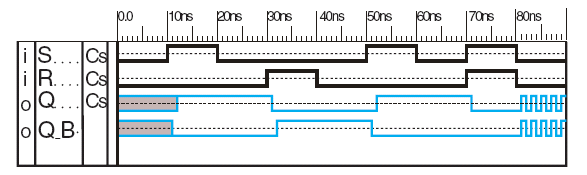 0.0 10ns 20ns 30ns 40ns 50ns 60ns 70ns 80ns
i S.... Cs
i R.... Cs
o Q.... Cs
o Q_B.